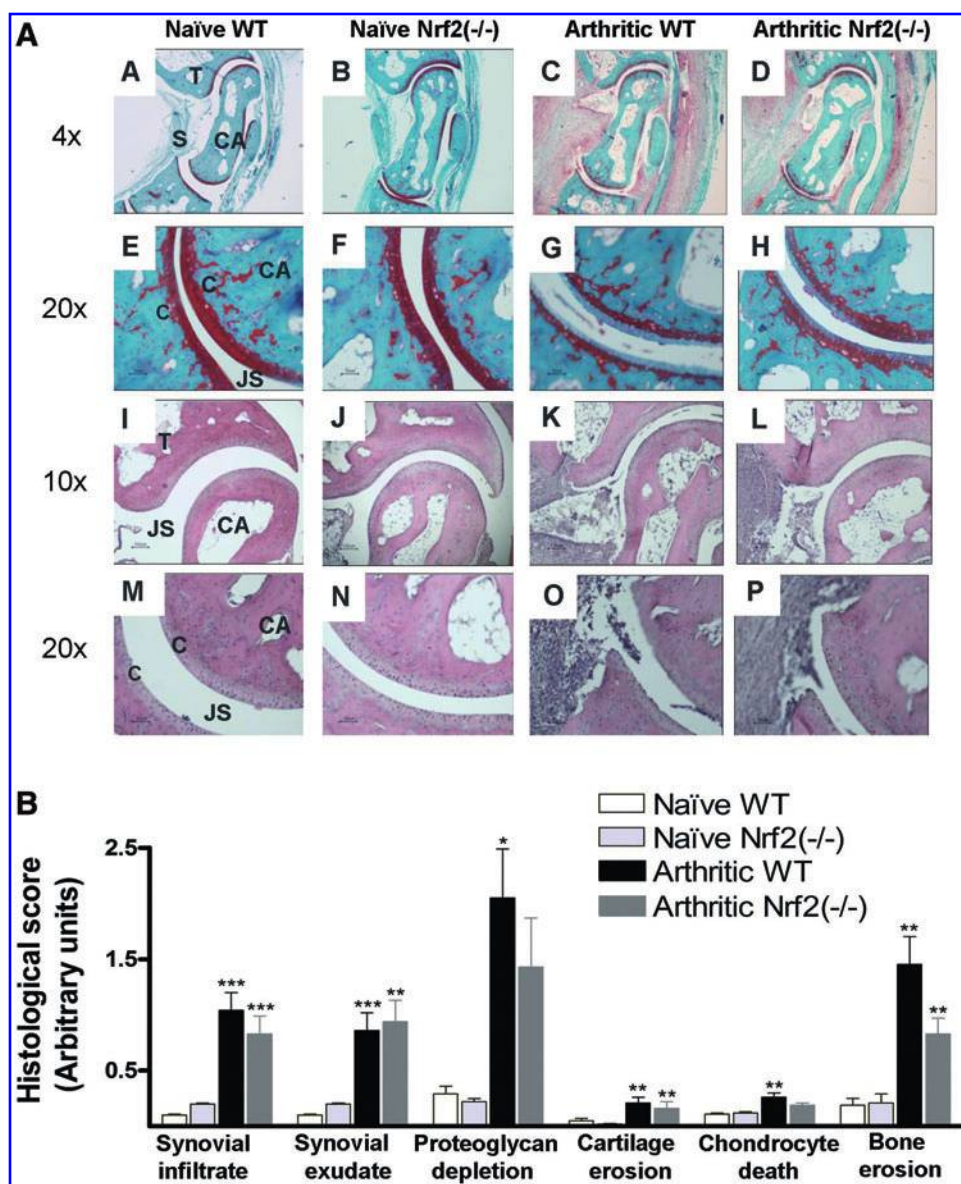 A
Naïve WT Naïve Nrf2(-/-) Arthritic WT Arthritic Nrf2(-/-)
4x
A T S CA B C D
20x
E C C CA JS F G H
10x
I T JS CA J K L
20x
M C C CA JS N O P
B
Naïve WT
Naïve Nrf2(-/-)
Arthritic WT
Arthritic Nrf2(-/-)
Histological score
(Arbitrary units)
2.5
1.5
0.5
*** *** *** ** * ** ** ** ** **
Synovial infiltrate
Synovial exudate
Proteoglycan depletion
Cartilage erosion
Chondrocyte death
Bone erosion